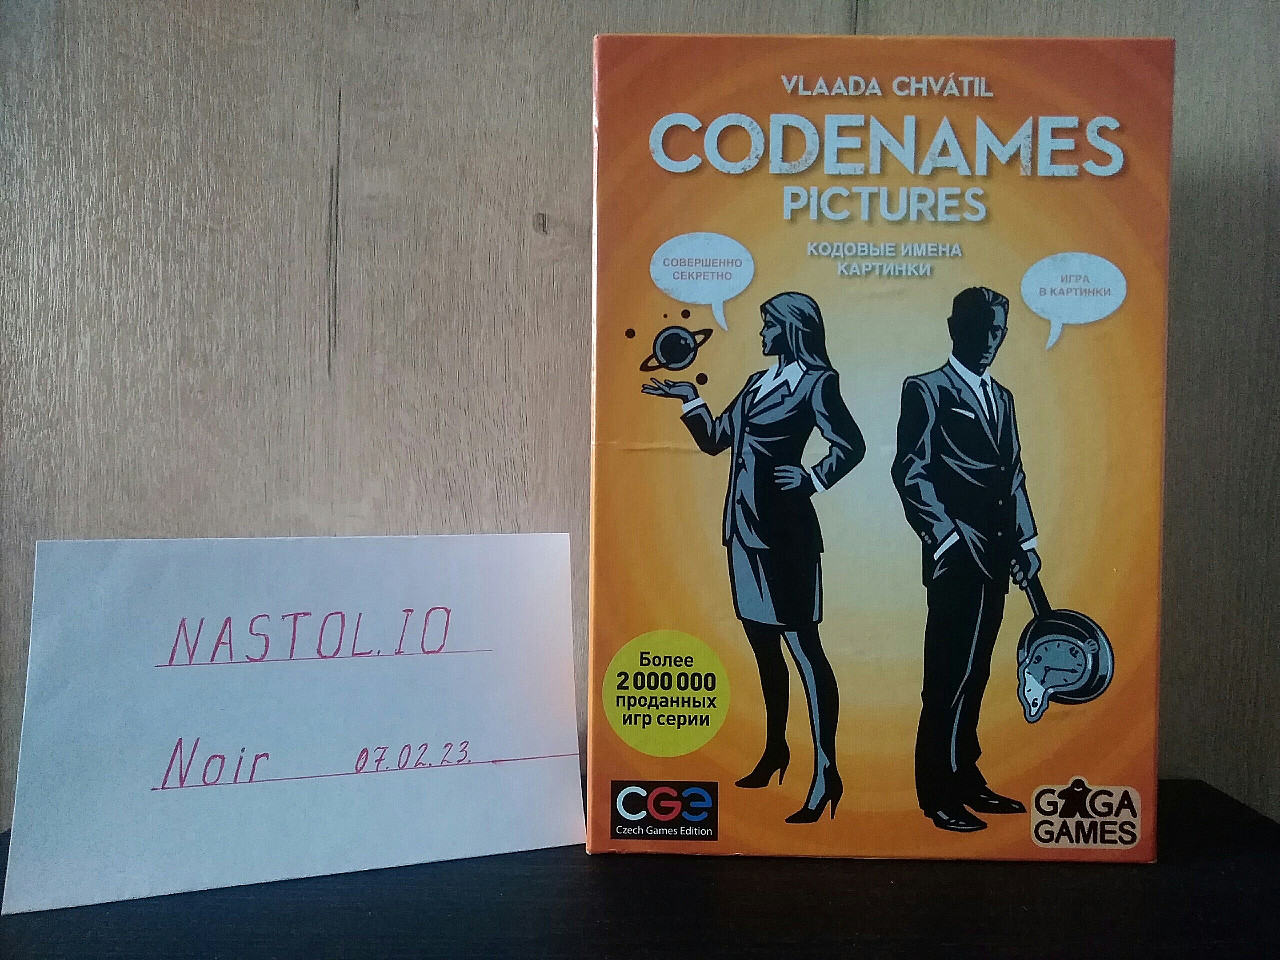 VLAADA CHVÁTIL
CODENAMES
PICTURES
КОДОВЫЕ ИМЕНА
КАРТИНКИ
СОВЕРШЕННО
СЕКРЕТНО
ИГРА
В КАРТИНКИ
Более
2 000 000
проданных
игр серии
CGE
Czech Games Edition
GAGA
GAMES
NASTOL.IO
Noir 07.02.23.